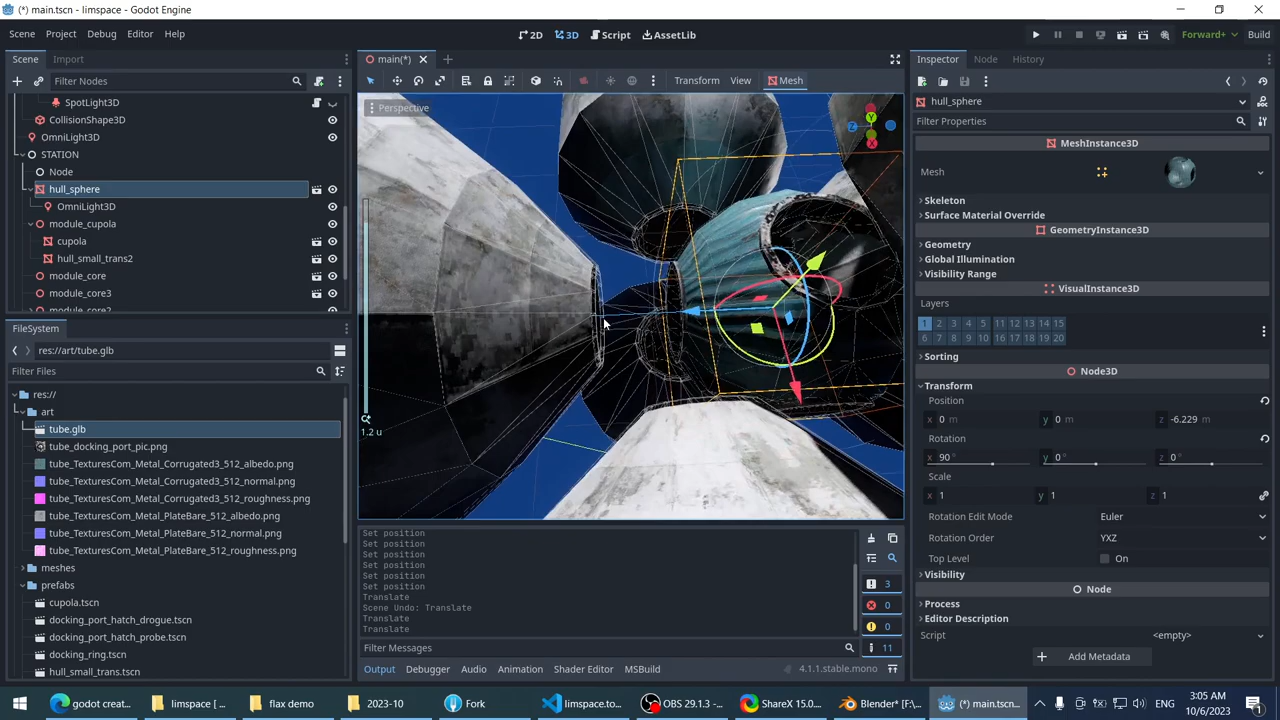 (*) main.tscn - limspace - Godot Engine
Scene Project Debug Editor Help
2D 3D Script AssetLib
Forward+ Build
Scene Import
Filter Nodes
SpotLight3D
CollisionShape3D
OmniLight3D
STATION
Node
hull_sphere
OmniLight3D
module_cupola
cupola
hull_small_trans2
module_core
module_core3
module_core2
FileSystem
res://art/tube.glb
Filter Files
res://
art
tube.glb
tube_docking_port_pic.png
tube_TexturesCom_Metal_Corrugated3_512_albedo.png
tube_TexturesCom_Metal_Corrugated3_512_normal.png
tube_TexturesCom_Metal_Corrugated3_512_roughness.png
tube_TexturesCom_Metal_PlateBare_512_albedo.png
tube_TexturesCom_Metal_PlateBare_512_normal.png
tube_TexturesCom_Metal_PlateBare_512_roughness.png
meshes
prefabs
cupola.tscn
docking_port_hatch_drogue.tscn
docking_port_hatch_probe.tscn
docking_ring.tscn
hull_small_trans.tscn
main(*)
Transform View Mesh
Perspective
Y
Z
X
1.2 u
Set position
Set position
Set position
Set position
Set position
Set position
Translate
Scene Undo: Translate
Translate
Translate
3
0
0
11
Filter Messages
Output Debugger Audio Animation Shader Editor MSBuild
4.1.1.stable.mono
Inspector Node History
hull_sphere
Filter Properties
MeshInstance3D
Mesh
Skeleton
Surface Material Override
GeometryInstance3D
Geometry
Global Illumination
Visibility Range
VisualInstance3D
Layers
1 2 3 4 5 11 12 13 14 15
6 7 8 9 10 16 17 18 19 20
Sorting
Node3D
Transform
Position
x 0 m y 0 m z -6.229 m
Rotation
x 90° y 0° z 0°
Scale
x 1 y 1 z 1
Rotation Edit Mode Euler
Rotation Order YXZ
Top Level On
Visibility
Node
Process
Editor Description
Script <empty>
Add Metadata
godot creat...
limspace [ ...
flax demo
2023-10
Fork
limspace.to...
OBS 29.1.3 -...
ShareX 15.0...
Blender* [F:\...
(*) main.tscn...
ENG
3:05 AM
10/6/2023